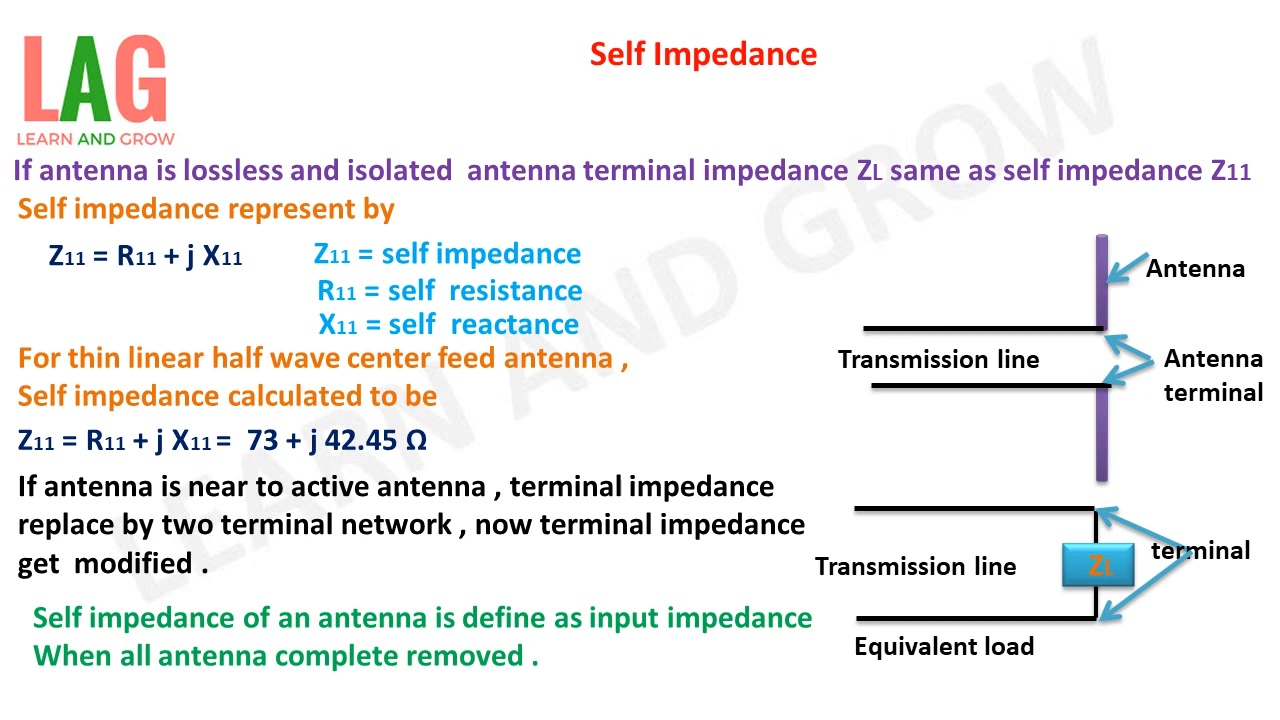 LAG
LEARN AND GROW
Self Impedance
If antenna is lossless and isolated antenna terminal impedance ZL same as self impedance Z11
Self impedance represent by
Z11 = R11 + j X11
Z11 = self impedance
R11 = self resistance
X11 = self reactance
For thin linear half wave center feed antenna ,
Self impedance calculated to be
Z11 = R11 + j X11 = 73 + j 42.45 Ω
If antenna is near to active antenna , terminal impedance
replace by two terminal network , now terminal impedance
get modified .
Self impedance of an antenna is define as input impedance
When all antenna complete removed .
Antenna
Transmission line
Antenna
terminal
terminal
Transmission line
ZL
Equivalent load
LEARN AND GROW